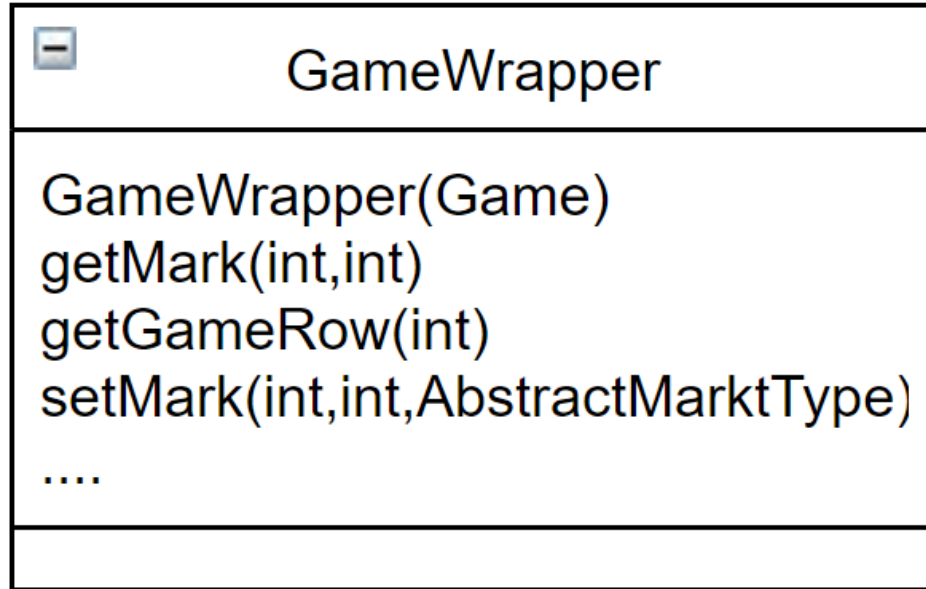 GameWrapper
GameWrapper(Game)
getMark(int,int)
getGameRow(int)
setMark(int,int,AbstractMarktType)
....